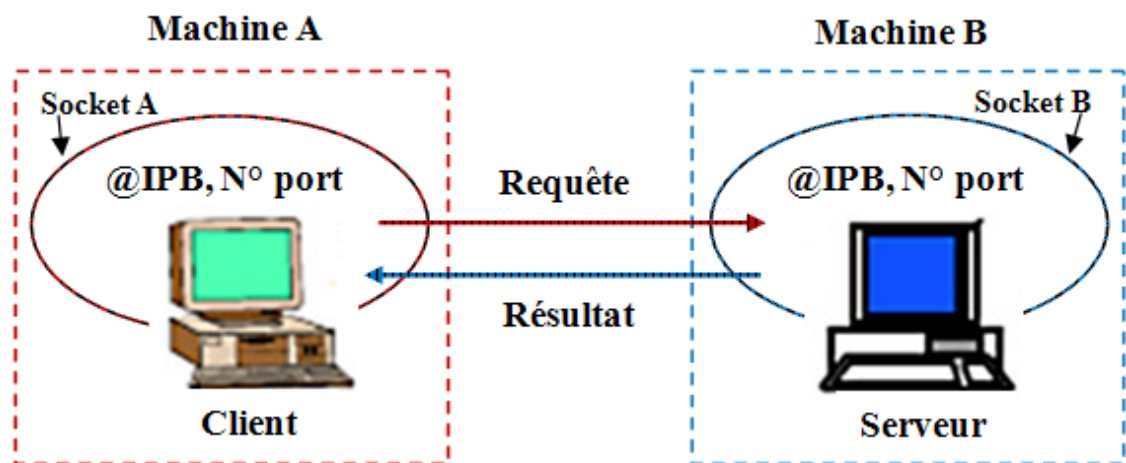 Machine A
Machine B
Socket A
Socket B
@IPB, N° port
Requête
@IPB, N° port
Résultat
Client
Serveur